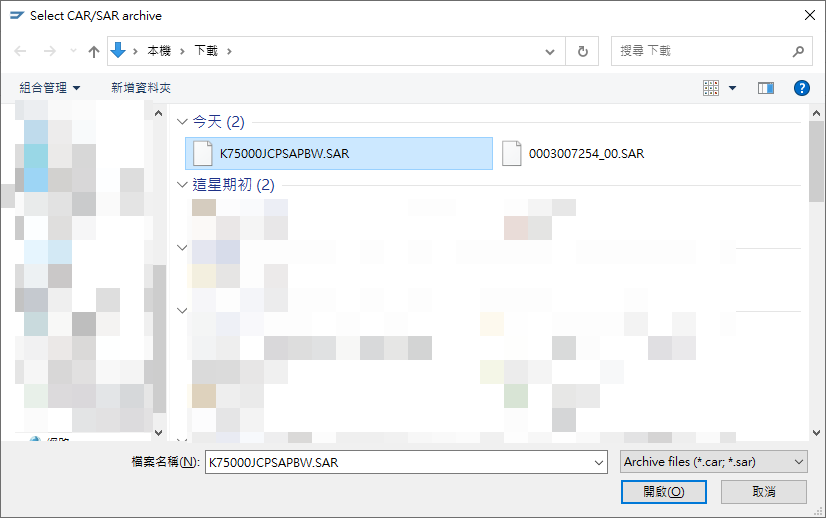 Select CAR/SAR archive
本機 下載
搜尋 下載
組合管理 新增資料夾
今天 (2)
K75000JCPSAPBW.SAR 0003007254_00.SAR
這星期初 (2)
檔案名稱(N): K75000JCPSAPBW.SAR Archive files (*.car; *.sar)
開啟(O) 取消